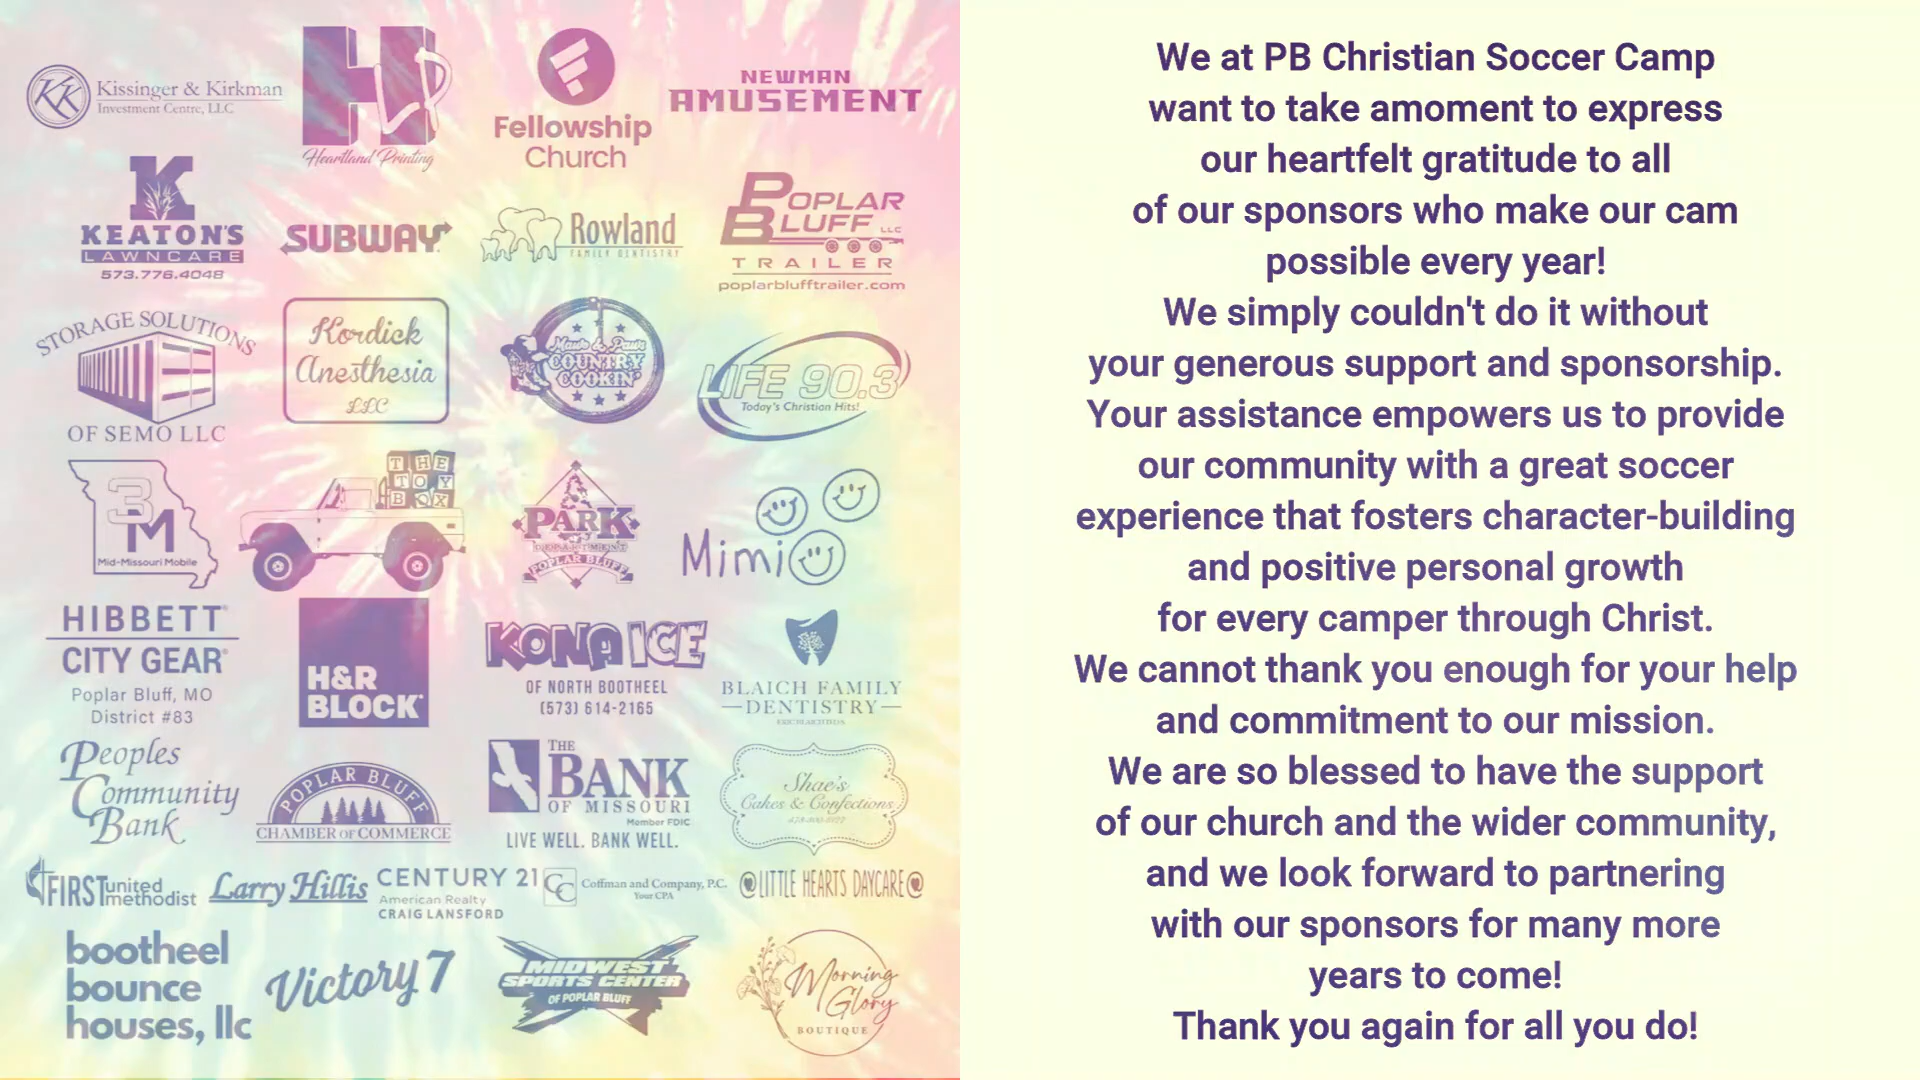 KK
Kissinger & Kirkman
Investment Centre, LLC
HLP
Heartland Printing
Fellowship
Church
NEWMAN
AMUSEMENT
K
KEATON'S
LAWNCARE
573.776.4048
SUBWAY
Rowland
FAMILY DENTISTRY
POPLAR
BLUFF LLC
TRAILER
poplarblufftrailer.com
STORAGE SOLUTIONS
OF SEMO LLC
Kordick
Anesthesia
LLC
Maw's & Paw's
COUNTRY
COOKIN'
LIFE 90.3
Today's Christian Hits!
3
M
Mid-Missouri Mobile
THE
TOY
BOX
PARK
DEPARTMENT
POPLAR BLUFF
Mimi
HIBBETT
CITY GEAR
Poplar Bluff, MO
District #83
H&R
BLOCK
KONA ICE
OF NORTH BOOTHEEL
(573) 614-2165
BLAICH FAMILY
DENTISTRY
Peoples
Community
Bank
POPLAR BLUFF
CHAMBER OF COMMERCE
THE
BANK
OF MISSOURI
Member FDIC
LIVE WELL. BANK WELL.
Shae's
Cakes & Confections
FIRST united
methodist
Larry Hillis
CENTURY 21
American Realty
CRAIG LANSFORD
CC
Coffman and Company, P.C.
Your CPA
LITTLE HEARTS DAYCARE
bootheel
bounce
houses, llc
Victory 7
MIDWEST
SPORTS CENTER
OF POPLAR BLUFF
Morning
Glory
BOUTIQUE
We at PB Christian Soccer Camp
want to take amoment to express
our heartfelt gratitude to all
of our sponsors who make our cam
possible every year!
We simply couldn't do it without
your generous support and sponsorship.
Your assistance empowers us to provide
our community with a great soccer
experience that fosters character-building
and positive personal growth
for every camper through Christ.
We cannot thank you enough for your help
and commitment to our mission.
We are so blessed to have the support
of our church and the wider community,
and we look forward to partnering
with our sponsors for many more
years to come!
Thank you again for all you do!